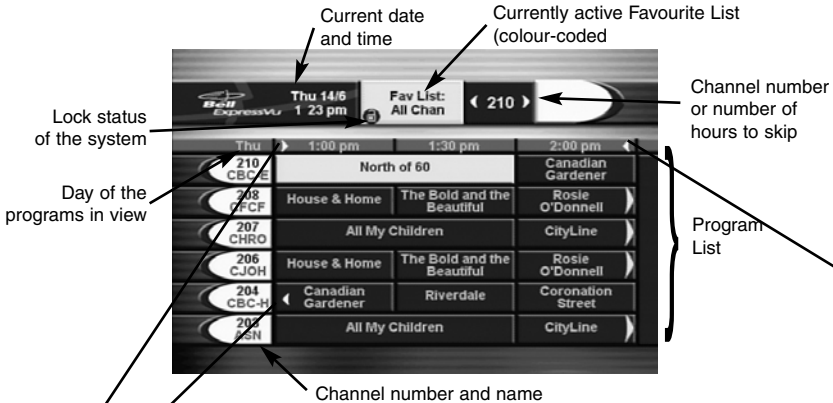 Current date
and time
Currently active Favourite List
(colour-coded
Channel number
or number of
hours to skip
Lock status
of the system
Day of the
programs in view
Program
List
Channel number and name
Bell
ExpressVu
Thu 14/6
1 23 pm
Fav List:
All Chan
210
Thu 1:00 pm 1:30 pm 2:00 pm
210
CBC-E
North of 60
Canadian
Gardener
208
CFCF
House & Home
The Bold and the
Beautiful
Rosie
O'Donnell
207
CHRO
All My Children
CityLine
206
CJOH
House & Home
The Bold and the
Beautiful
Rosie
O'Donnell
204
CBC-H
Canadian
Gardener
Riverdale
Coronation
Street
203
ASN
All My Children
CityLine